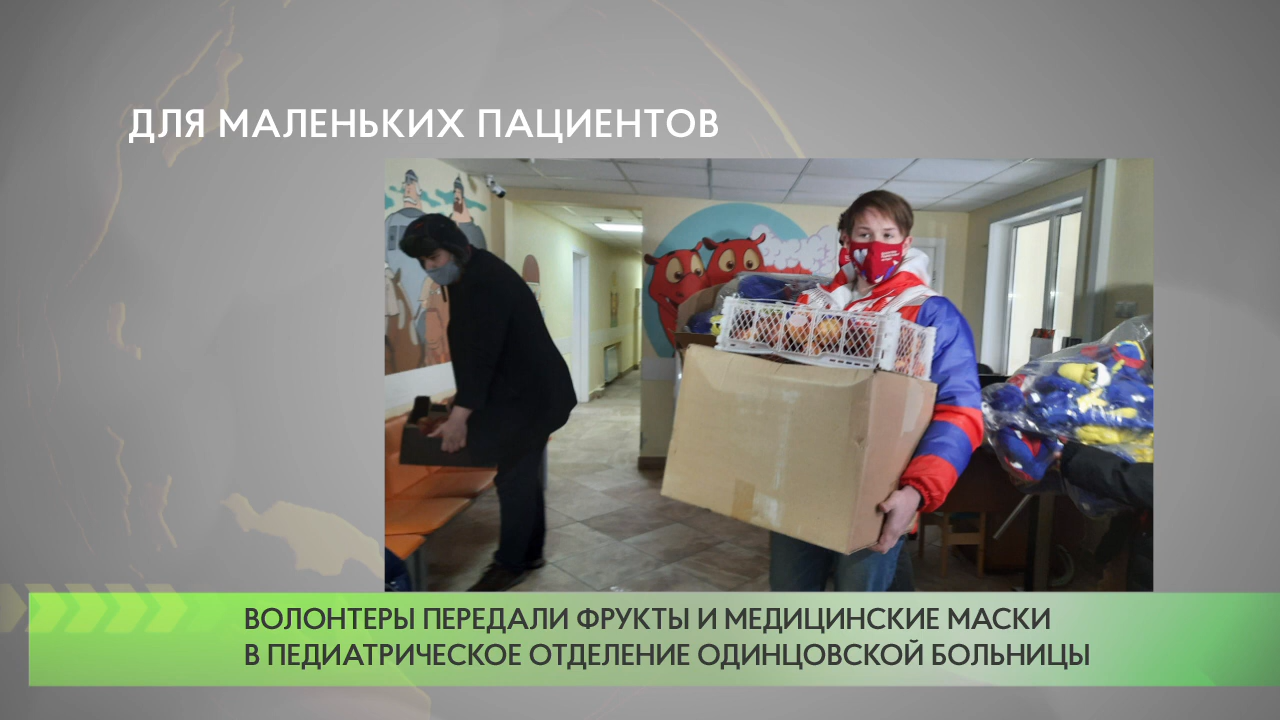 ДЛЯ МАЛЕНЬКИХ ПАЦИЕНТОВ
ВОЛОНТЕРЫ ПЕРЕДАЛИ ФРУКТЫ И МЕДИЦИНСКИЕ МАСКИ
В ПЕДИАТРИЧЕСКОЕ ОТДЕЛЕНИЕ ОДИНЦОВСКОЙ БОЛЬНИЦЫ